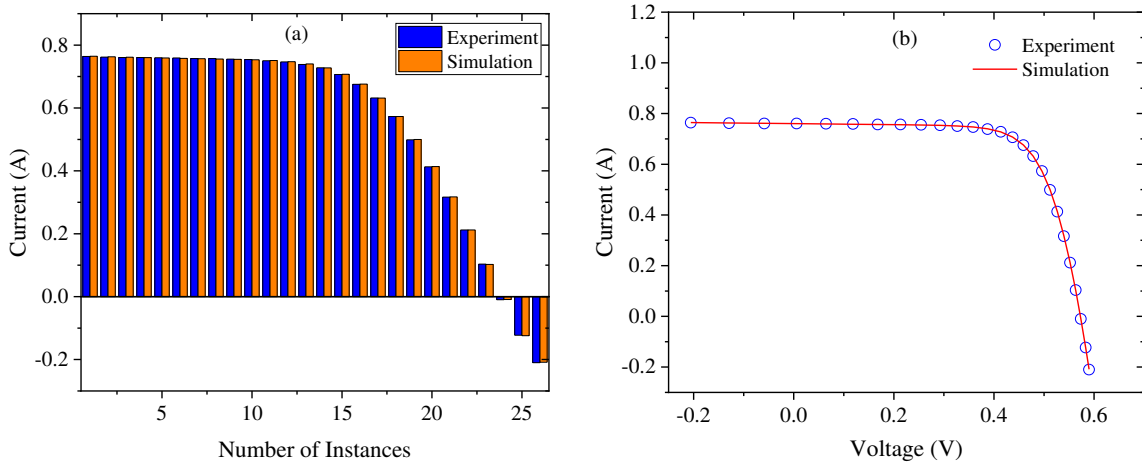 (a)
Experiment
Simulation
0.8
0.6
0.4
0.2
0.0
-0.2
Current (A)
5
10
15
20
25
Number of Instances
(b)
Experiment
Simulation
1.2
1.0
0.8
0.6
0.4
0.2
0.0
-0.2
Current (A)
-0.2
0.0
0.2
0.4
0.6
Voltage (V)